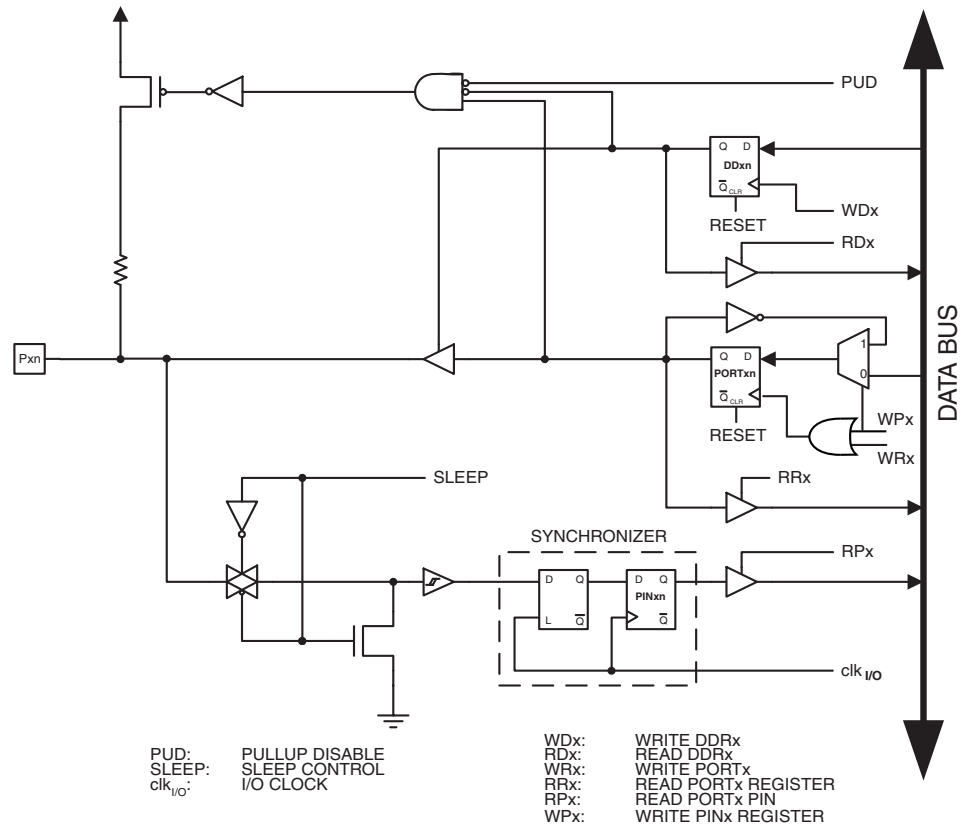 PUD
Q D
DDxn
Q CLR
WDx
RESET
RDx
Pxn
1
Q D
PORTxn
0
Q CLR
WPx
RESET
WRx
DATA BUS
SLEEP
RRx
SYNCHRONIZER
RPx
D Q
D Q
PINxn
L Q
Q
clk I/O
PUD: PULLUP DISABLE
SLEEP: SLEEP CONTROL
clk I/O: I/O CLOCK
WDx: WRITE DDRx
RDx: READ DDRx
WRx: WRITE PORTx
RRx: READ PORTx REGISTER
RPx: READ PORTx PIN
WPx: WRITE PINx REGISTER